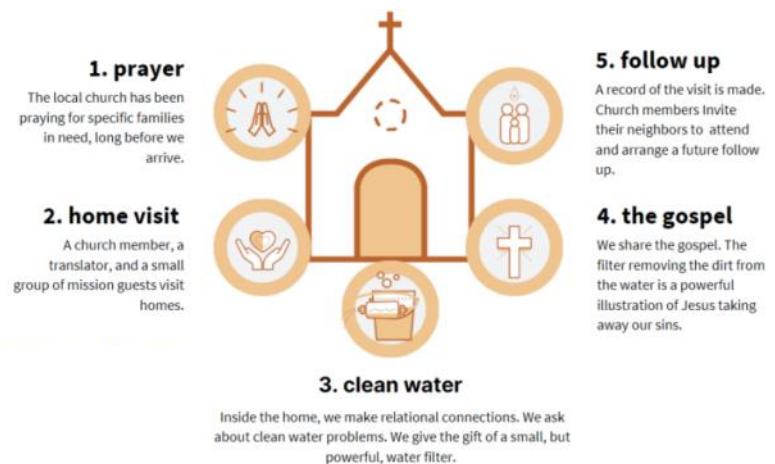 1. prayer
The local church has been
praying for specific families
in need, long before we
arrive.
2. home visit
A church member, a
translator, and a small
group of mission guests visit
homes.
3. clean water
Inside the home, we make relational connections. We ask
about clean water problems. We give the gift of a small, but
powerful, water filter.
4. the gospel
We share the gospel. The
filter removing the dirt from
the water is a powerful
illustration of Jesus taking
away our sins.
5. follow up
A record of the visit is made.
Church members Invite
their neighbors to attend
and arrange a future follow
up.